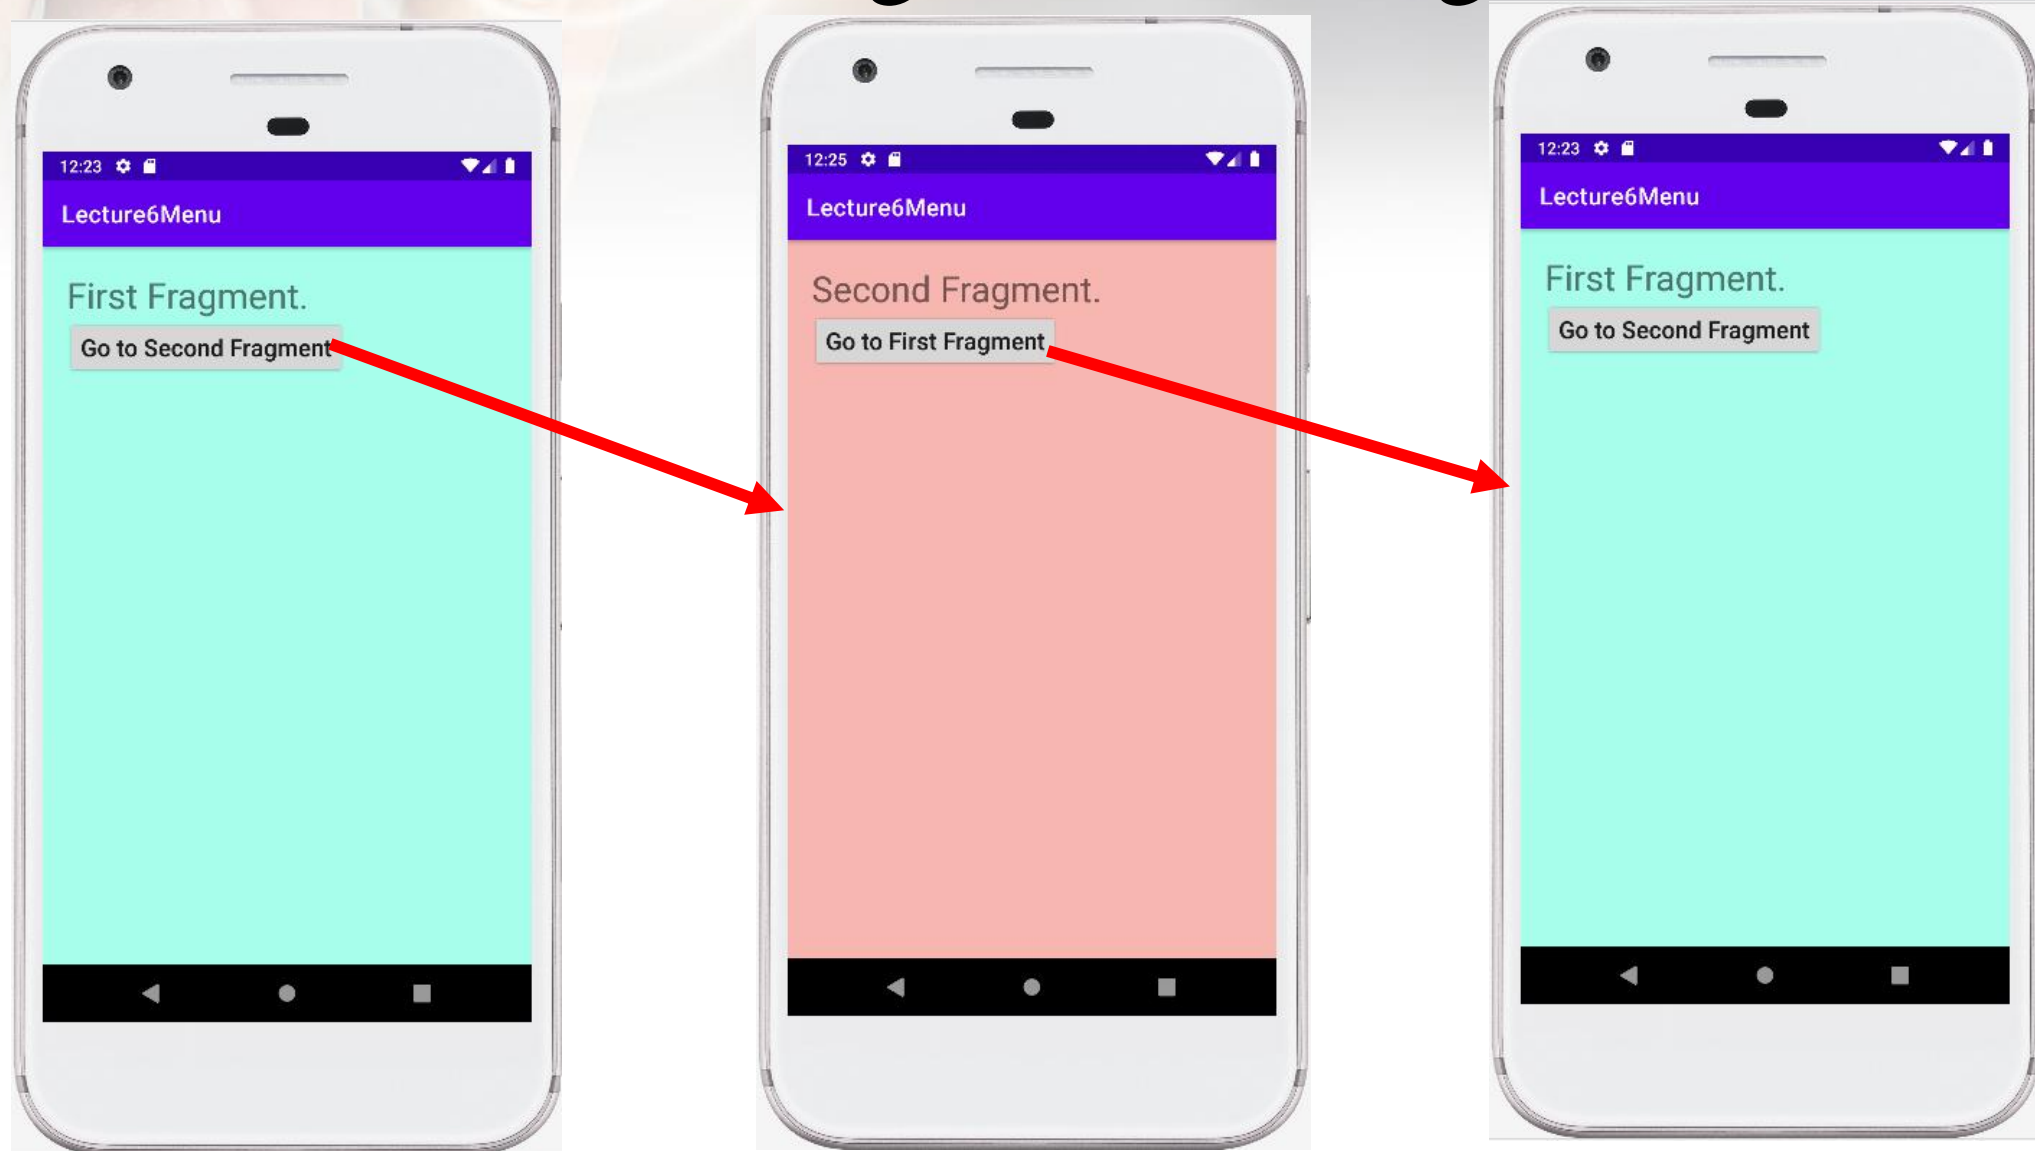 12:23
Lecture6Menu
First Fragment.
Go to Second Fragment
12:25
Lecture6Menu
Second Fragment.
Go to First Fragment
12:23
Lecture6Menu
First Fragment.
Go to Second Fragment